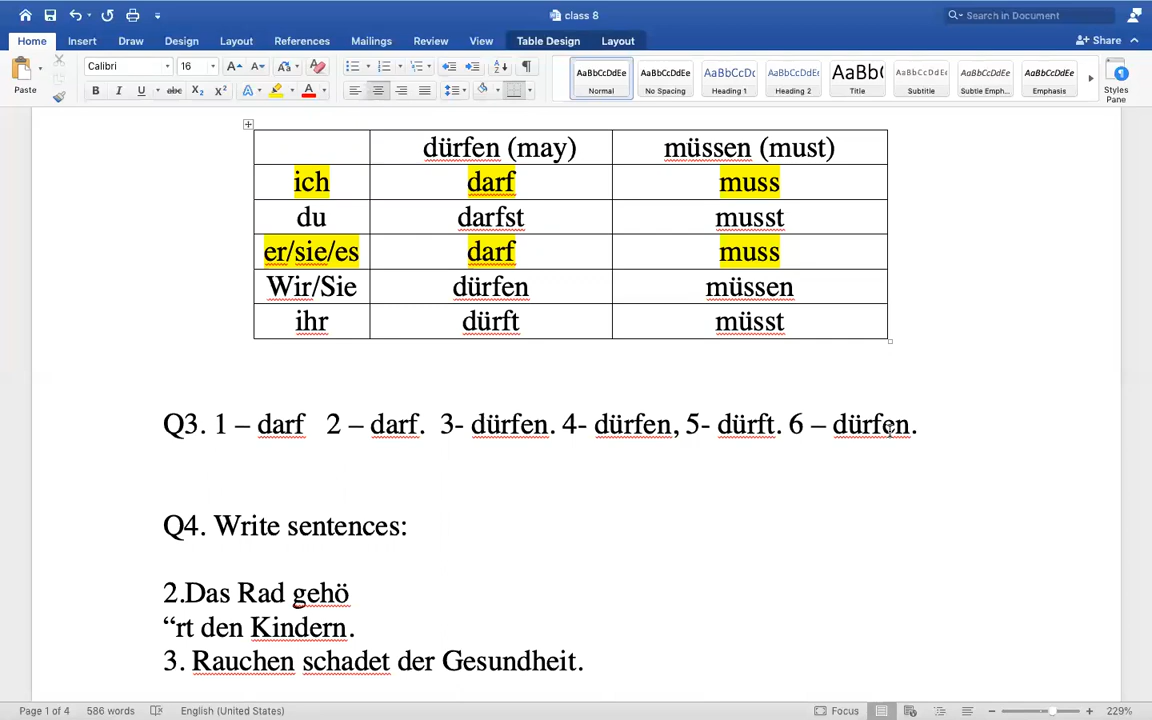 class 8
Search in Document
Home Insert Draw Design Layout References Mailings Review View Table Design Layout Share
Paste Calibri 16 AaBbCcDdEe Normal AaBbCcDdEe No Spacing AaBbCcDc Heading 1 AaBbCcDdEe Heading 2 AaBbC Title AaBbCcDdEe Subtitle AaBbCcDdEe Subtle Emph... AaBbCcDdEe Emphasis Styles Pane
dürfen (may) müssen (must)
ich darf muss
du darfst musst
er/sie/es darf muss
Wir/Sie dürfen müssen
ihr dürft müsst
Q3. 1 – darf 2 – darf. 3- dürfen. 4- dürfen, 5- dürft. 6 – dürfen.
Q4. Write sentences:
2.Das Rad gehö
“rt den Kindern.
3. Rauchen schadet der Gesundheit.
Page 1 of 4 586 words English (United States) Focus 229%